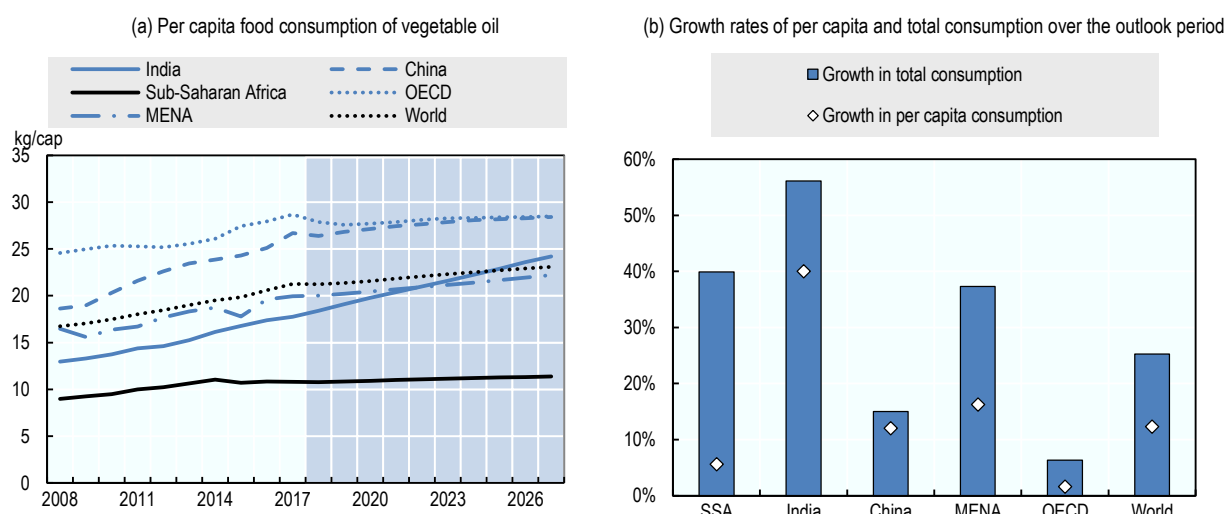 (a) Per capita food consumption of vegetable oil
India
China
Sub-Saharan Africa
OECD
MENA
World
kg/cap
35
30
25
20
15
10
5
0
2008 2011 2014 2017 2020 2023 2026
(b) Growth rates of per capita and total consumption over the outlook period
Growth in total consumption
Growth in per capita consumption
60%
50%
40%
30%
20%
10%
0%
SSA India China MENA OECD World